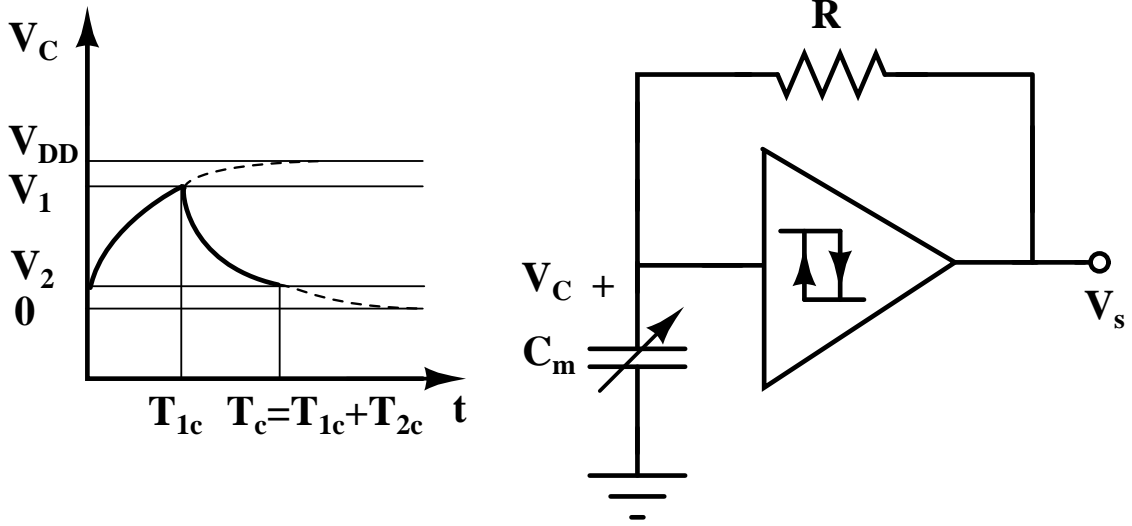 V_C
V_DD
V_1
V_2
0
T_1c T_c=T_1c+T_2c t
R
V_C +
C_m
V_s